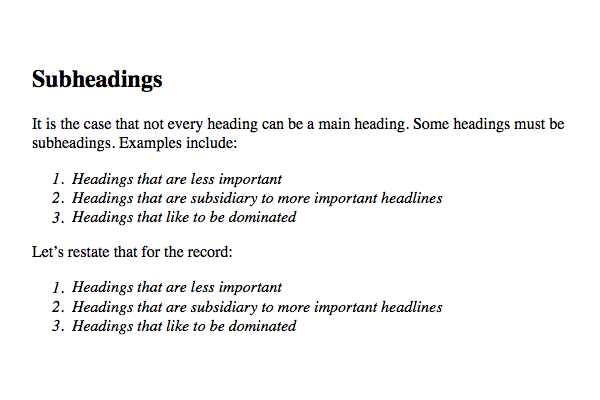 Subheadings
It is the case that not every heading can be a main heading. Some headings must be
subheadings. Examples include:
1. Headings that are less important
2. Headings that are subsidiary to more important headlines
3. Headings that like to be dominated
Let’s restate that for the record:
1. Headings that are less important
2. Headings that are subsidiary to more important headlines
3. Headings that like to be dominated